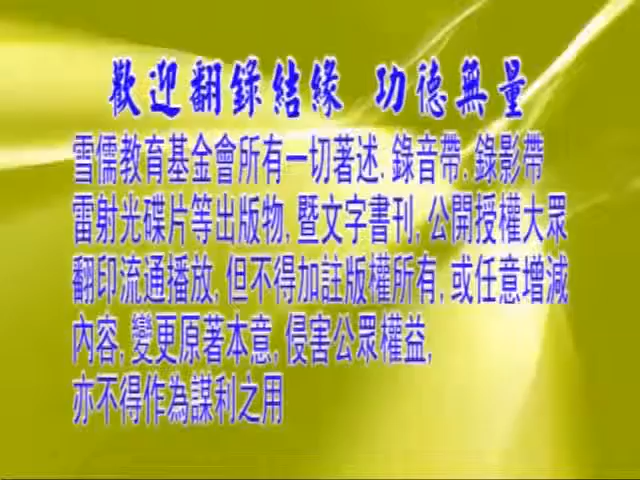 歡迎翻錄結緣 功德無量
雪儒教育基金會所有一切著述.錄音帶.錄影帶
雷射光碟片等出版物,暨文字書刊,公開授權大眾
翻印流通播放,但不得加註版權所有,或任意增減
內容,變更原著本意,侵害公眾權益,
亦不得作為謀利之用